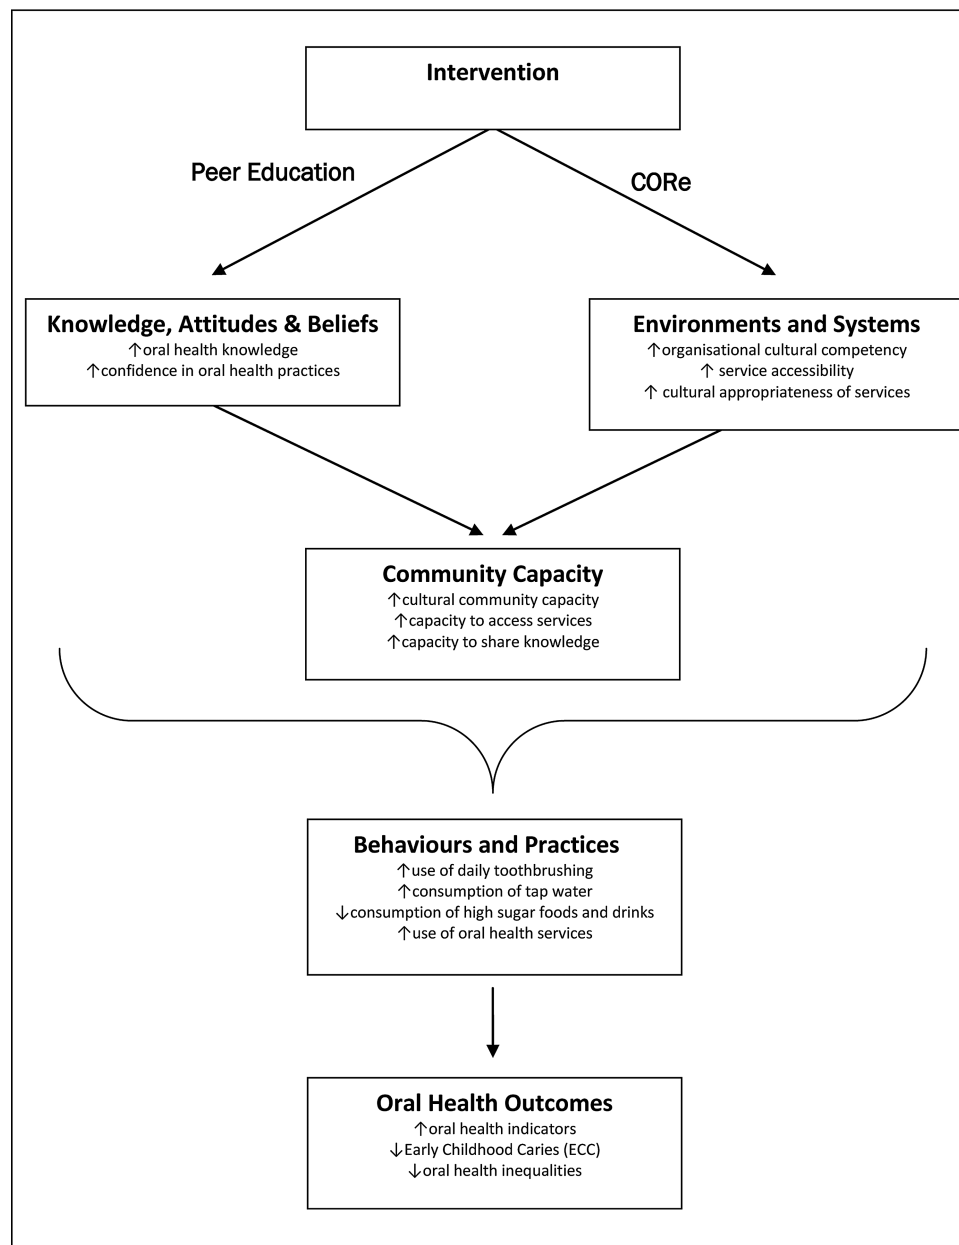 Intervention
Peer Education
CORe
Knowledge, Attitudes & Beliefs
↑oral health knowledge
↑confidence in oral health practices
Environments and Systems
↑organisational cultural competency
↑ service accessibility
↑ cultural appropriateness of services
Community Capacity
↑cultural community capacity
↑capacity to access services
↑capacity to share knowledge
Behaviours and Practices
↑use of daily toothbrushing
↑consumption of tap water
↓consumption of high sugar foods and drinks
↑use of oral health services
Oral Health Outcomes
↑oral health indicators
↓Early Childhood Caries (ECC)
↓oral health inequalities